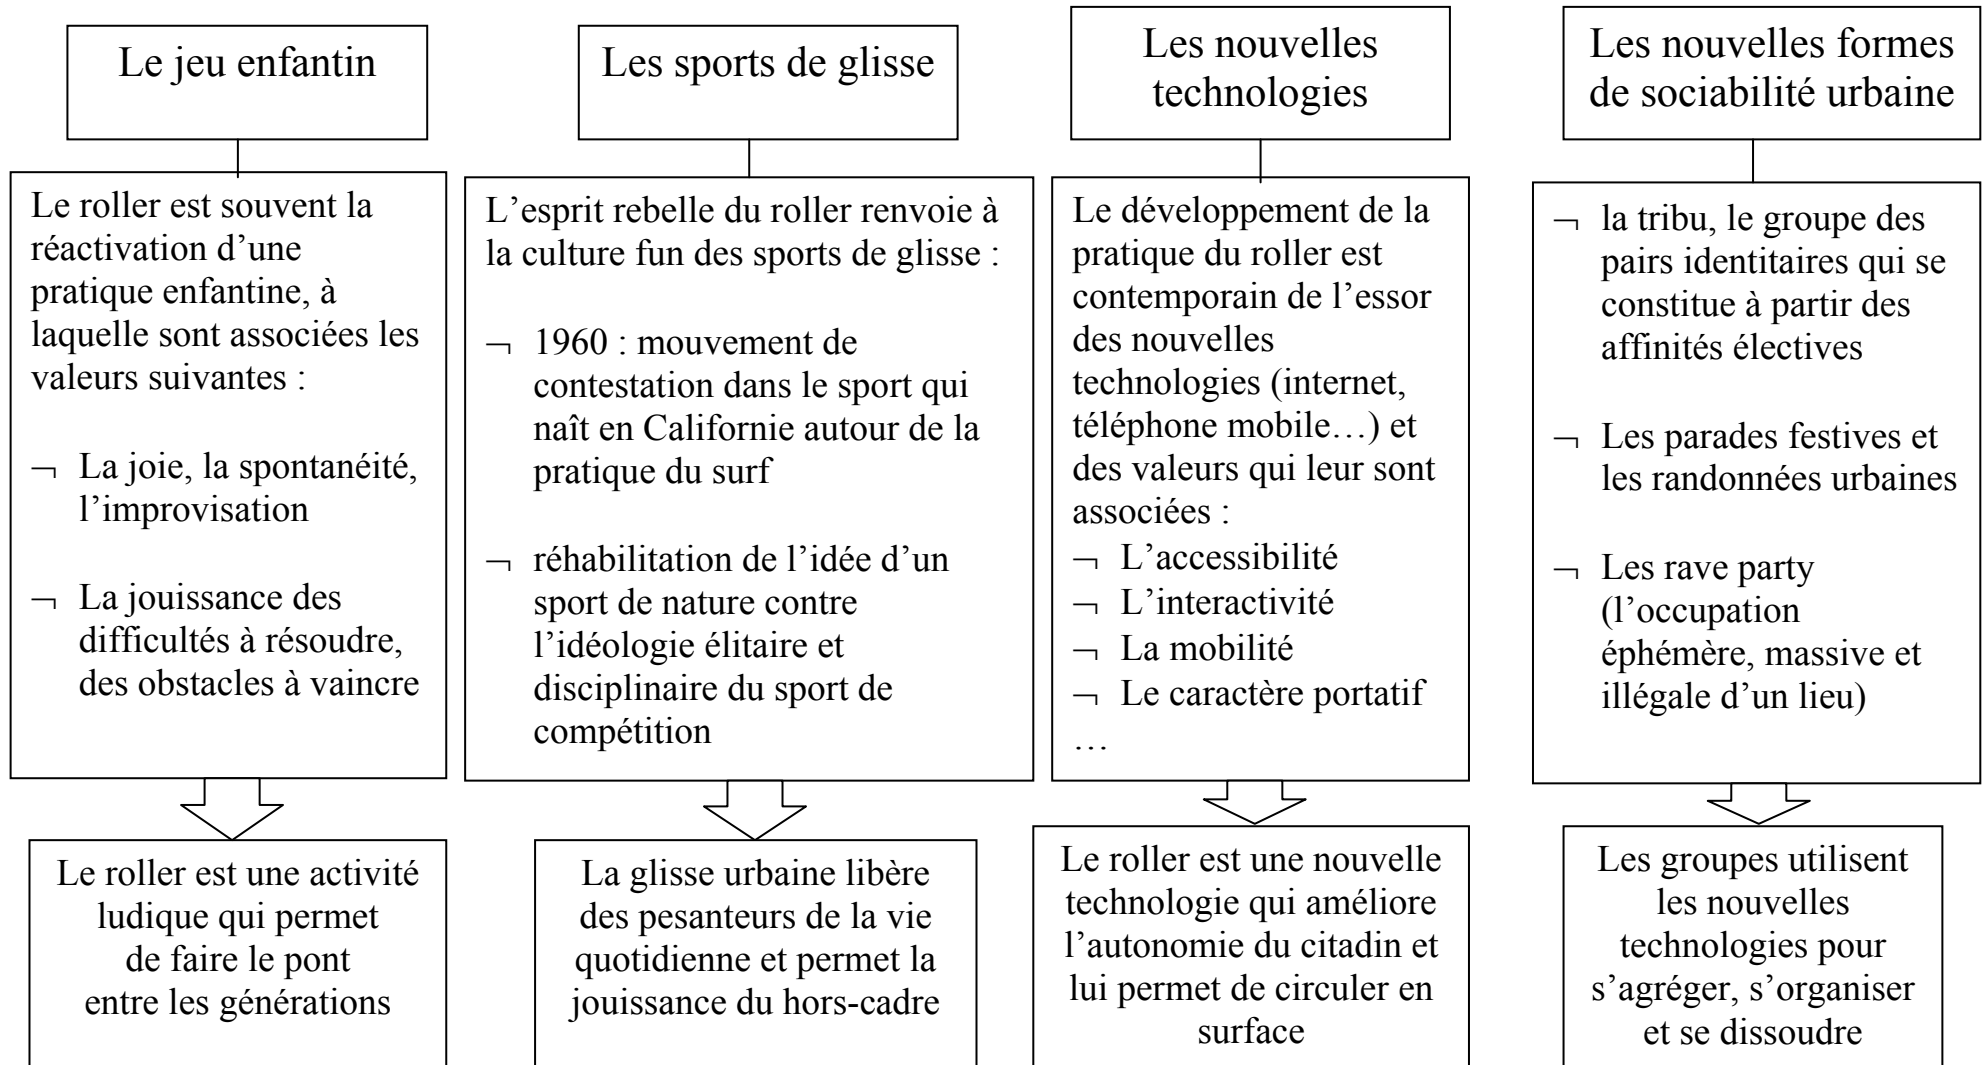 Le jeu enfantin
Le roller est souvent la
réactivation d’une
pratique enfantine, à
laquelle sont associées les
valeurs suivantes :
¬ La joie, la spontanéité,
l’improvisation
¬ La jouissance des
difficultés à résoudre,
des obstacles à vaincre
Le roller est une activité
ludique qui permet
de faire le pont
entre les générations
Les sports de glisse
L’esprit rebelle du roller renvoie à
la culture fun des sports de glisse :
¬ 1960 : mouvement de
contestation dans le sport qui
naît en Californie autour de la
pratique du surf
¬ réhabilitation de l’idée d’un
sport de nature contre
l’idéologie élitaire et
disciplinaire du sport de
compétition
La glisse urbaine libère
des pesanteurs de la vie
quotidienne et permet la
jouissance du hors-cadre
Les nouvelles
technologies
Le développement de la
pratique du roller est
contemporain de l’essor
des nouvelles
technologies (internet,
téléphone mobile…) et
des valeurs qui leur sont
associées :
¬ L’accessibilité
¬ L’interactivité
¬ La mobilité
¬ Le caractère portatif
…
Le roller est une nouvelle
technologie qui améliore
l’autonomie du citadin et
lui permet de circuler en
surface
Les nouvelles formes
de sociabilité urbaine
¬ la tribu, le groupe des
pairs identitaires qui se
constitue à partir des
affinités électives
¬ Les parades festives et
les randonnées urbaines
¬ Les rave party
(l’occupation
éphémère, massive et
illégale d’un lieu)
Les groupes utilisent
les nouvelles
technologies pour
s’agréger, s’organiser
et se dissoudre